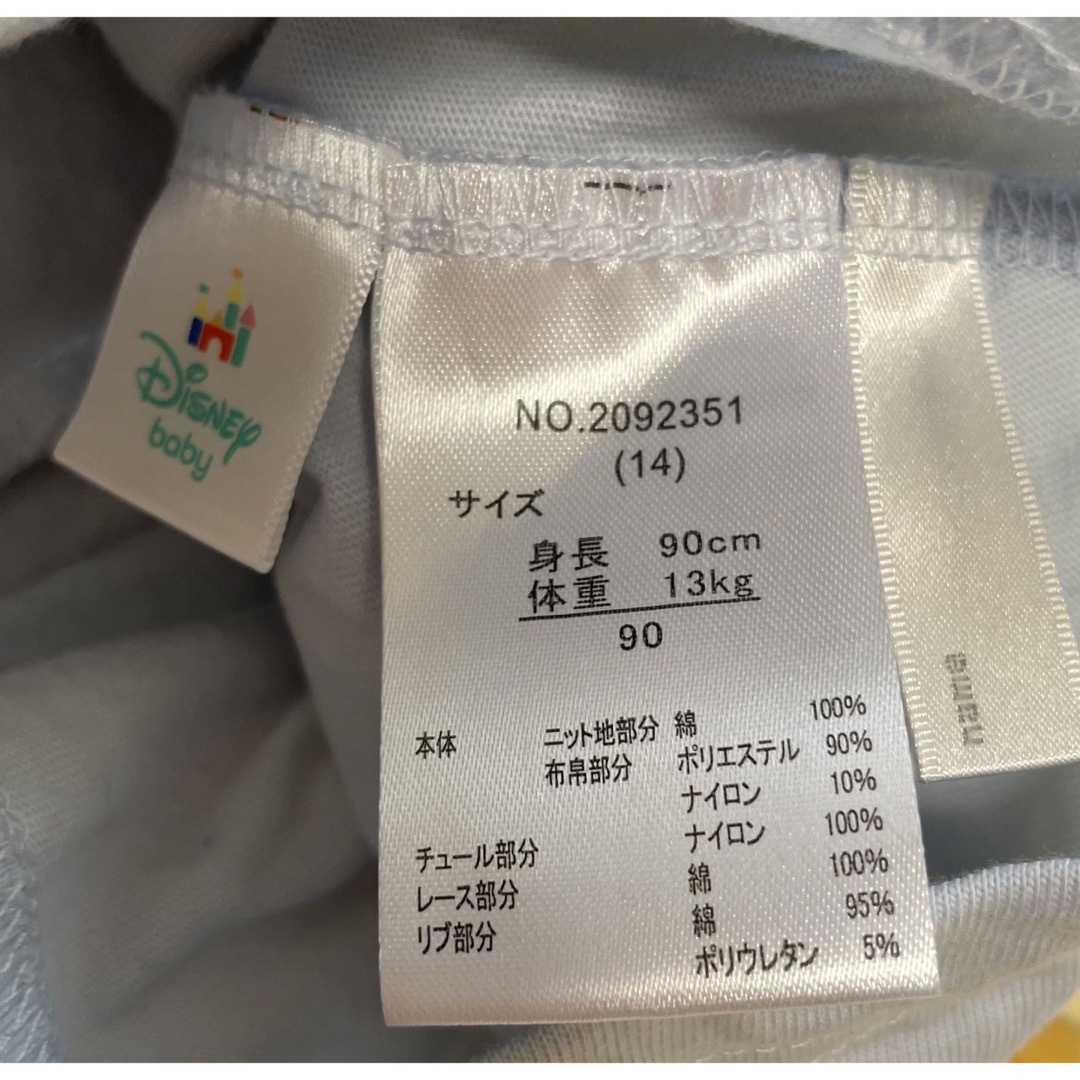 Disney
baby
NO.2092351
(14)
サイズ
身長 90cm
体重 13kg
90
本体 ニット地部分 綿 100%
布帛部分 ポリエステル 90%
ナイロン 10%
チュール部分 ナイロン 100%
レース部分 綿 100%
リブ部分 綿 95%
ポリウレタン 5%